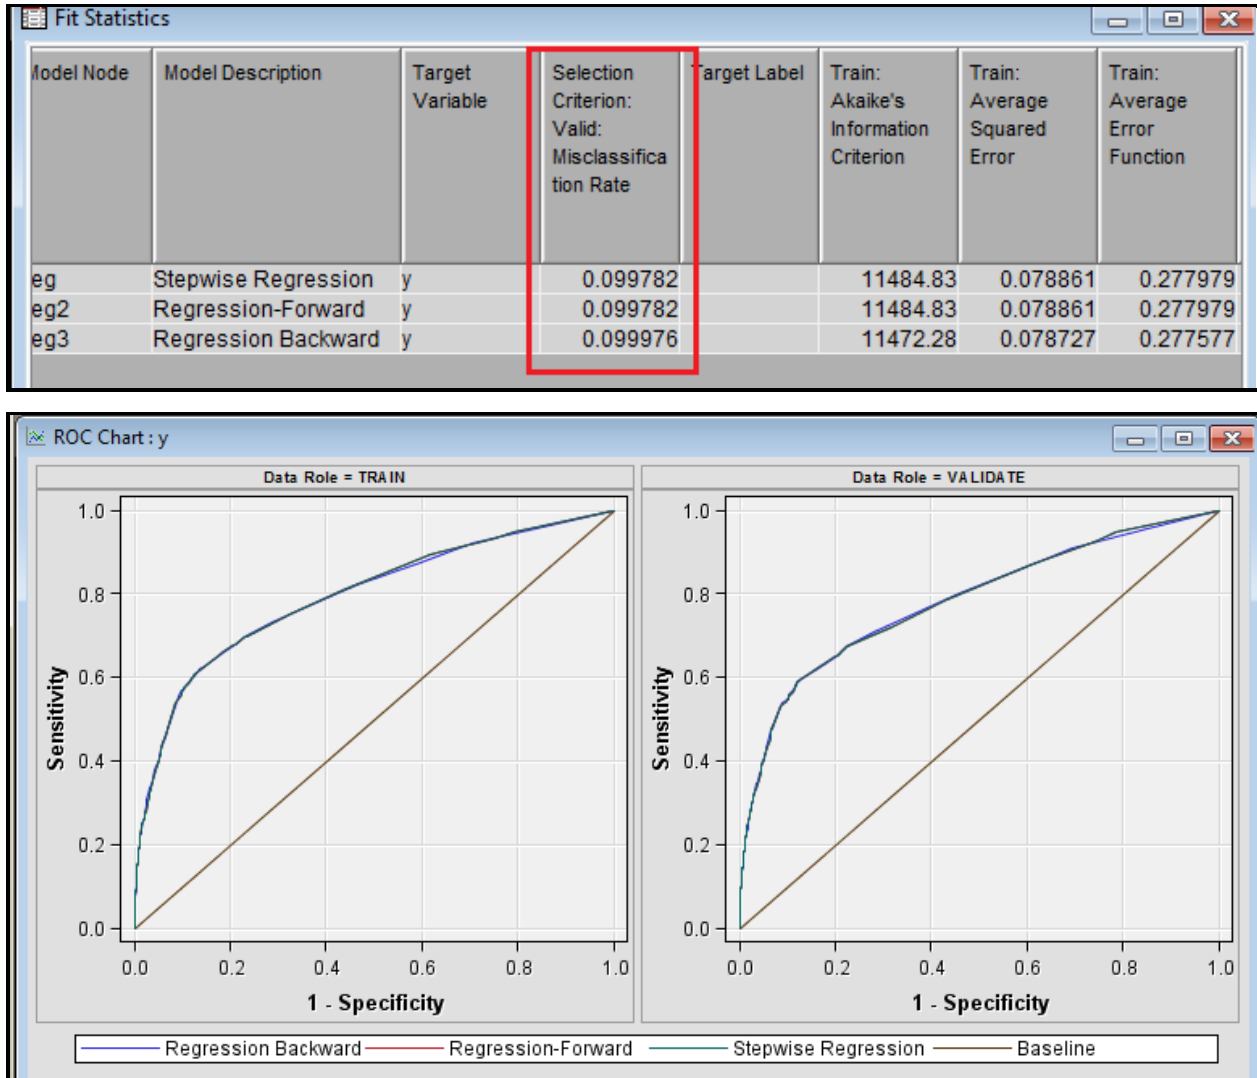 Fit Statistics
Model Node Model Description Target Variable Selection Criterion: Valid: Misclassifica tion Rate Target Label Train: Akaike's Information Criterion Train: Average Squared Error Train: Average Error Function
eg Stepwise Regression y 0.099782 11484.83 0.078861 0.277979
eg2 Regression-Forward y 0.099782 11484.83 0.078861 0.277979
eg3 Regression Backward y 0.099976 11472.28 0.078727 0.277577
ROC Chart : y
Data Role = TRAIN
Data Role = VALIDATE
Sensitivity
1.0
0.8
0.6
0.4
0.2
0.0
0.0 0.2 0.4 0.6 0.8 1.0
1 - Specificity
Sensitivity
1.0
0.8
0.6
0.4
0.2
0.0
0.0 0.2 0.4 0.6 0.8 1.0
1 - Specificity
Regression Backward Regression-Forward Stepwise Regression Baseline